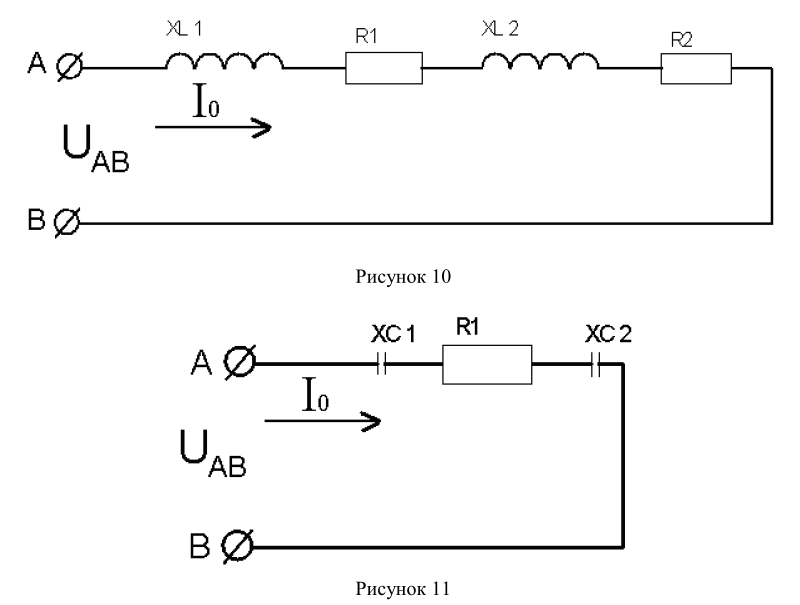 XL 1 R1 XL 2 R2
A
I0
UAB
B
Рисунок 10
XC 1 R1 XC 2
A
I0
UAB
B
Рисунок 11